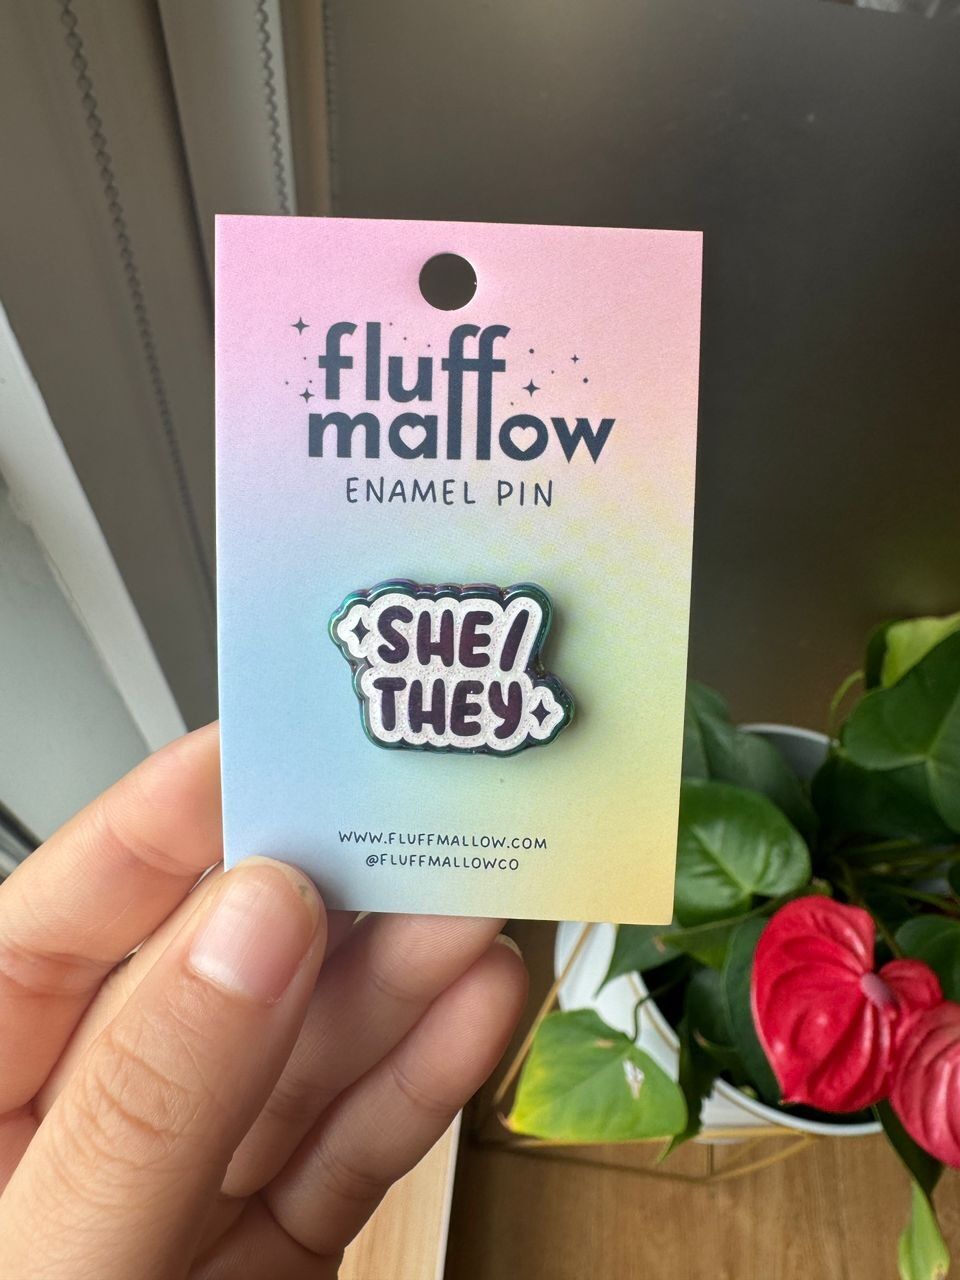 fluff
mallow
ENAMEL PIN
SHE/
THEY
WWW.FLUFFMALLOW.COM
@FLUFFMALLOWCO